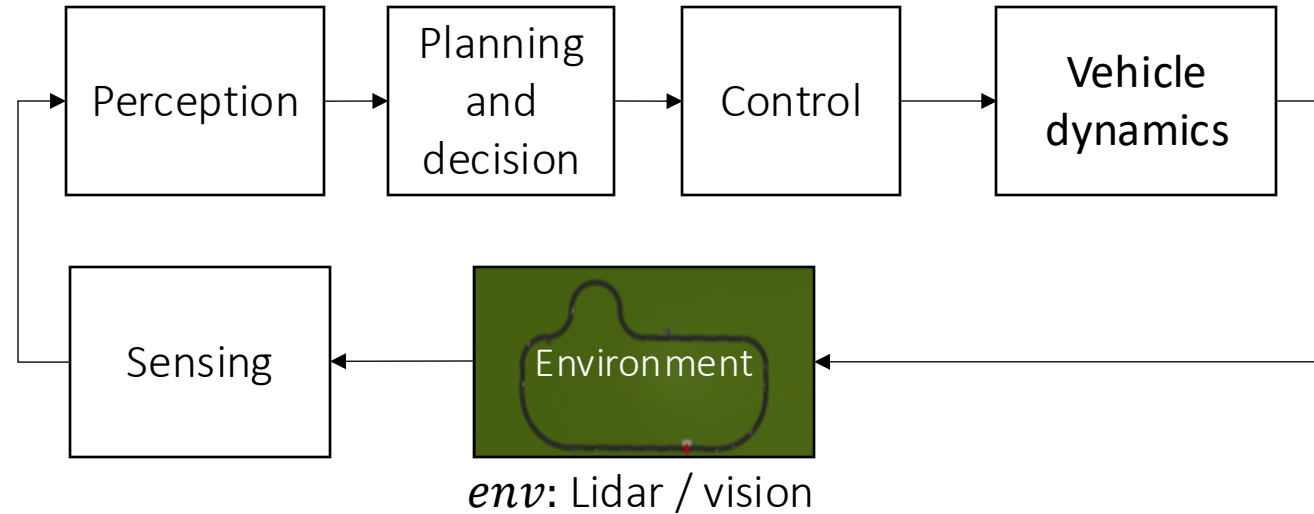 Perception
Planning
and
decision
Control
Vehicle
dynamics
Sensing
Environment
env: Lidar / vision